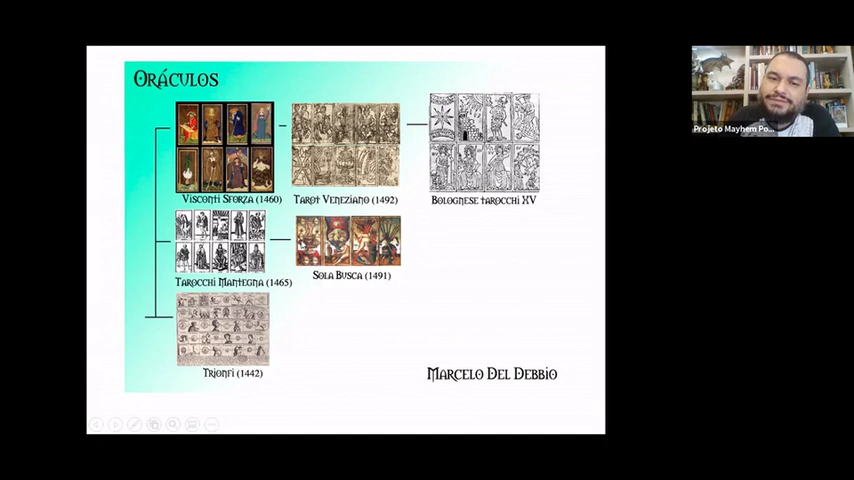 Oráculos
Visconti Sforza (1460)
Tarot Veneziano (1492)
Bolognese tarocchi XV
Tarocchi Mantegna (1465)
Sola Busca (1491)
Trionfi (1442)
Marcelo Del Debbio
Projeto Mayhem Po...